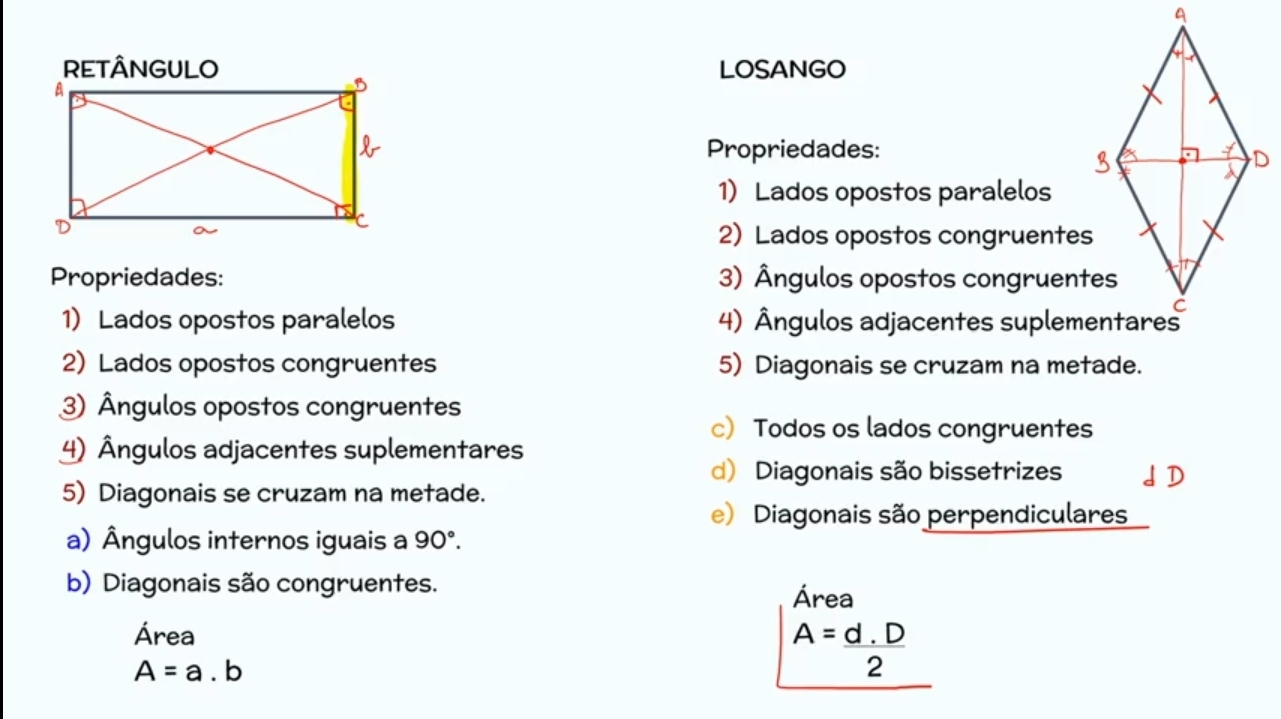 RETÂNGULO
A
B
b
D
a
C
Propriedades:
1) Lados opostos paralelos
2) Lados opostos congruentes
3) Ângulos opostos congruentes
4) Ângulos adjacentes suplementares
5) Diagonais se cruzam na metade.
a) Ângulos internos iguais a 90°.
b) Diagonais são congruentes.
Área
A = a . b
LOSANGO
A
B
D
C
Propriedades:
1) Lados opostos paralelos
2) Lados opostos congruentes
3) Ângulos opostos congruentes
4) Ângulos adjacentes suplementares
5) Diagonais se cruzam na metade.
c) Todos os lados congruentes
d) Diagonais são bissetrizes
d D
e) Diagonais são perpendiculares
Área
A = d . D
2